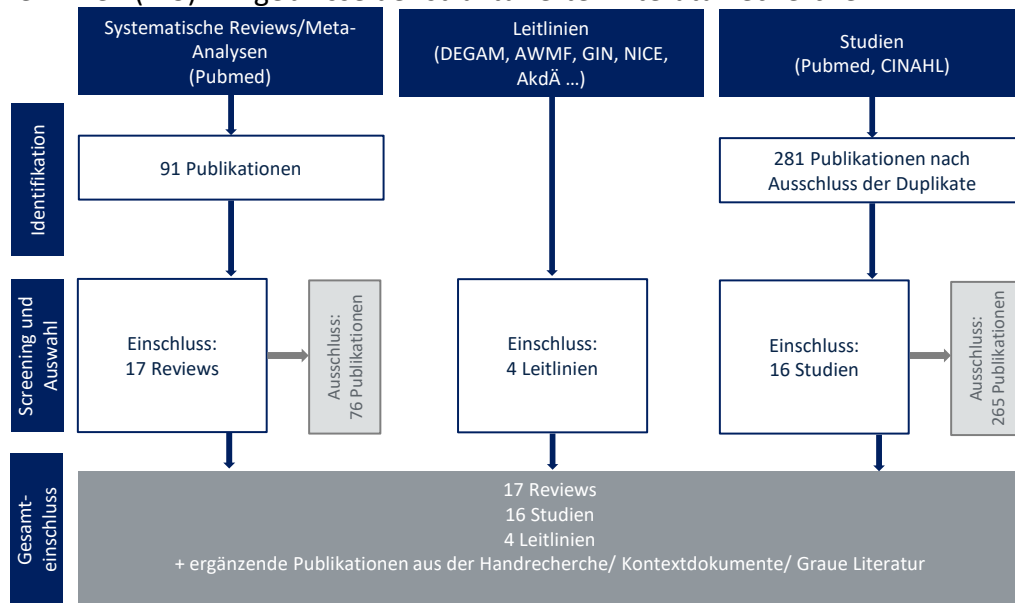 Systematische Reviews/Meta-
Analysen
(Pubmed)
Leitlinien
(DEGAM, AWMF, GIN, NICE,
AkdÄ ...)
Studien
(Pubmed, CINAHL)
Identifikation
91 Publikationen
281 Publikationen nach
Ausschluss der Duplikate
Screening und
Auswahl
Einschluss:
17 Reviews
Ausschluss:
76 Publikationen
Einschluss:
4 Leitlinien
Einschluss:
16 Studien
Ausschluss:
265 Publikationen
Gesamt-
einschluss
17 Reviews
16 Studien
4 Leitlinien
+ ergänzende Publikationen aus der Handrecherche/ Kontextdokumente/ Graue Literatur